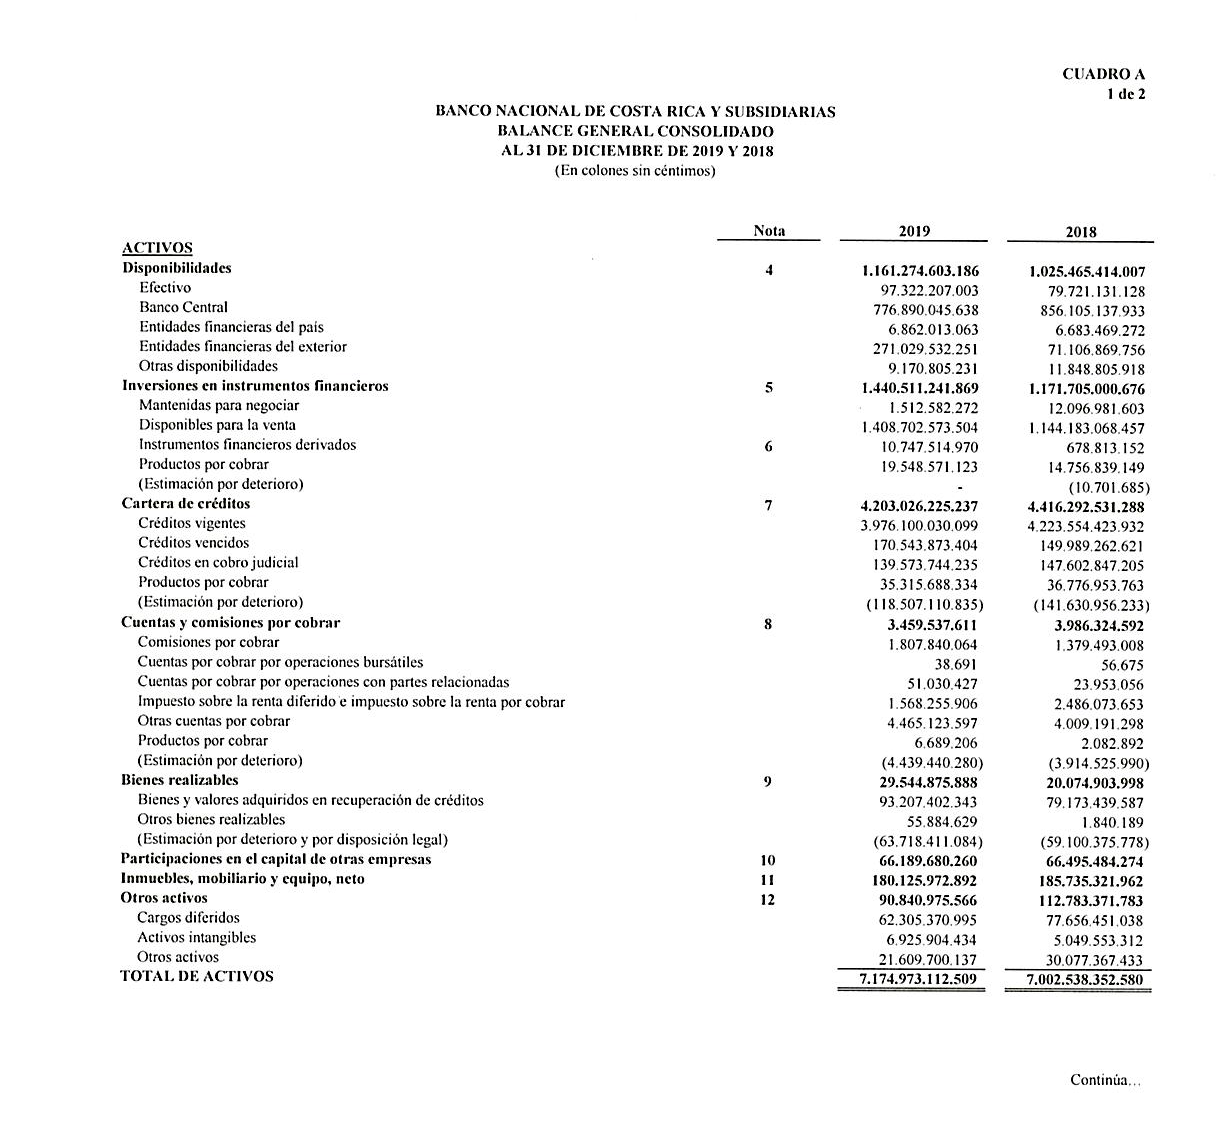 CUADRO A
1 de 2
BANCO NACIONAL DE COSTA RICA Y SUBSIDIARIAS
BALANCE GENERAL CONSOLIDADO
AL 31 DE DICIEMBRE DE 2019 Y 2018
(En colones sin céntimos)
Nota 2019 2018
ACTIVOS
Disponibilidades 4 1.161.274.603.186 1.025.465.414.007
Efectivo 97.322.207.003 79.721.131.128
Banco Central 776.890.045.638 856.105.137.933
Entidades financieras del país 6.862.013.063 6.683.469.272
Entidades financieras del exterior 271.029.532.251 71.106.869.756
Otras disponibilidades 9.170.805.231 11.848.805.918
Inversiones en instrumentos financieros 5 1.440.511.241.869 1.171.705.000.676
Mantenidas para negociar 1.512.582.272 12.096.981.603
Disponibles para la venta 1.408.702.573.504 1.144.183.068.457
Instrumentos financieros derivados 6 10.747.514.970 678.813.152
Productos por cobrar 19.548.571.123 14.756.839.149
(Estimación por deterioro) - (10.701.685)
Cartera de créditos 7 4.203.026.225.237 4.416.292.531.288
Créditos vigentes 3.976.100.030.099 4.223.554.423.932
Créditos vencidos 170.543.873.404 149.989.262.621
Créditos en cobro judicial 139.573.744.235 147.602.847.205
Productos por cobrar 35.315.688.334 36.776.953.763
(Estimación por deterioro) (118.507.110.835) (141.630.956.233)
Cuentas y comisiones por cobrar 8 3.459.537.611 3.986.324.592
Comisiones por cobrar 1.807.840.064 1.379.493.008
Cuentas por cobrar por operaciones bursátiles 38.691 56.675
Cuentas por cobrar por operaciones con partes relacionadas 51.030.427 23.953.056
Impuesto sobre la renta diferido e impuesto sobre la renta por cobrar 1.568.255.906 2.486.073.653
Otras cuentas por cobrar 4.465.123.597 4.009.191.298
Productos por cobrar 6.689.206 2.082.892
(Estimación por deterioro) (4.439.440.280) (3.914.525.990)
Bienes realizables 9 29.544.875.888 20.074.903.998
Bienes y valores adquiridos en recuperación de créditos 93.207.402.343 79.173.439.587
Otros bienes realizables 55.884.629 1.840.189
(Estimación por deterioro y por disposición legal) (63.718.411.084) (59.100.375.778)
Participaciones en el capital de otras empresas 10 66.189.680.260 66.495.484.274
Inmuebles, mobiliario y equipo, neto 11 180.125.972.892 185.735.321.962
Otros activos 12 90.840.975.566 112.783.371.783
Cargos diferidos 62.305.370.995 77.656.451.038
Activos intangibles 6.925.904.434 5.049.553.312
Otros activos 21.609.700.137 30.077.367.433
TOTAL DE ACTIVOS 7.174.973.112.509 7.002.538.352.580
Continúa...